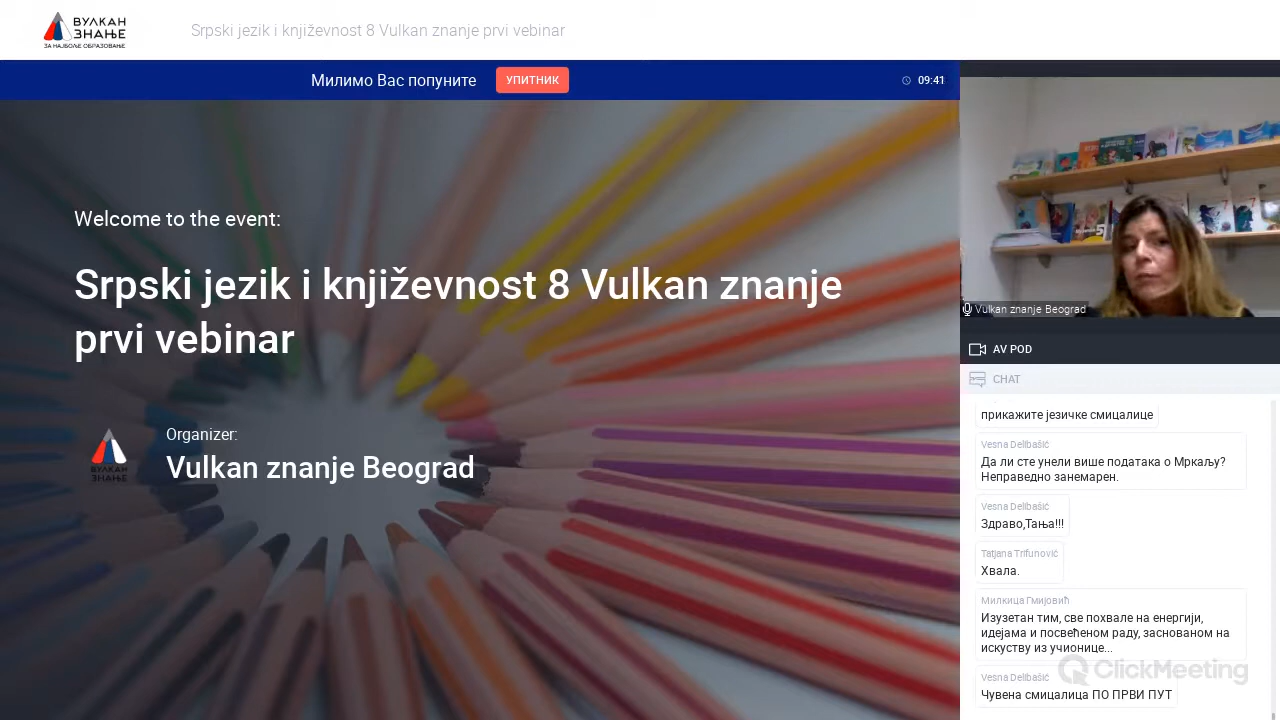 ВУЛКАН
ЗНАЊЕ
ЗА НАЈБОЉЕ ОБРАЗОВАЊЕ
Srpski jezik i književnost 8 Vulkan znanje prvi vebinar
Милимо Вас попуните
УПИТНИК
09:41
Welcome to the event:
Srpski jezik i književnost 8 Vulkan znanje
prvi vebinar
ВУЛКАН
ЗНАЊЕ
Organizer:
Vulkan znanje Beograd
Vulkan znanje Beograd
AV POD
CHAT
прикажите језичке смицалице
Vesna Delibašić
Да ли сте унели више података о Мркаљу?
Неправедно занемарен.
Vesna Delibašić
Здраво,Тања!!!
Tatjana Trifunović
Хвала.
Милкица Гмијовић
Изузетан тим, све похвале на енергији,
идејама и посвећеном раду, заснованом на
искуству из учионице...
ClickMeeting
Vesna Delibašić
Чувена смицалица ПО ПРВИ ПУТ